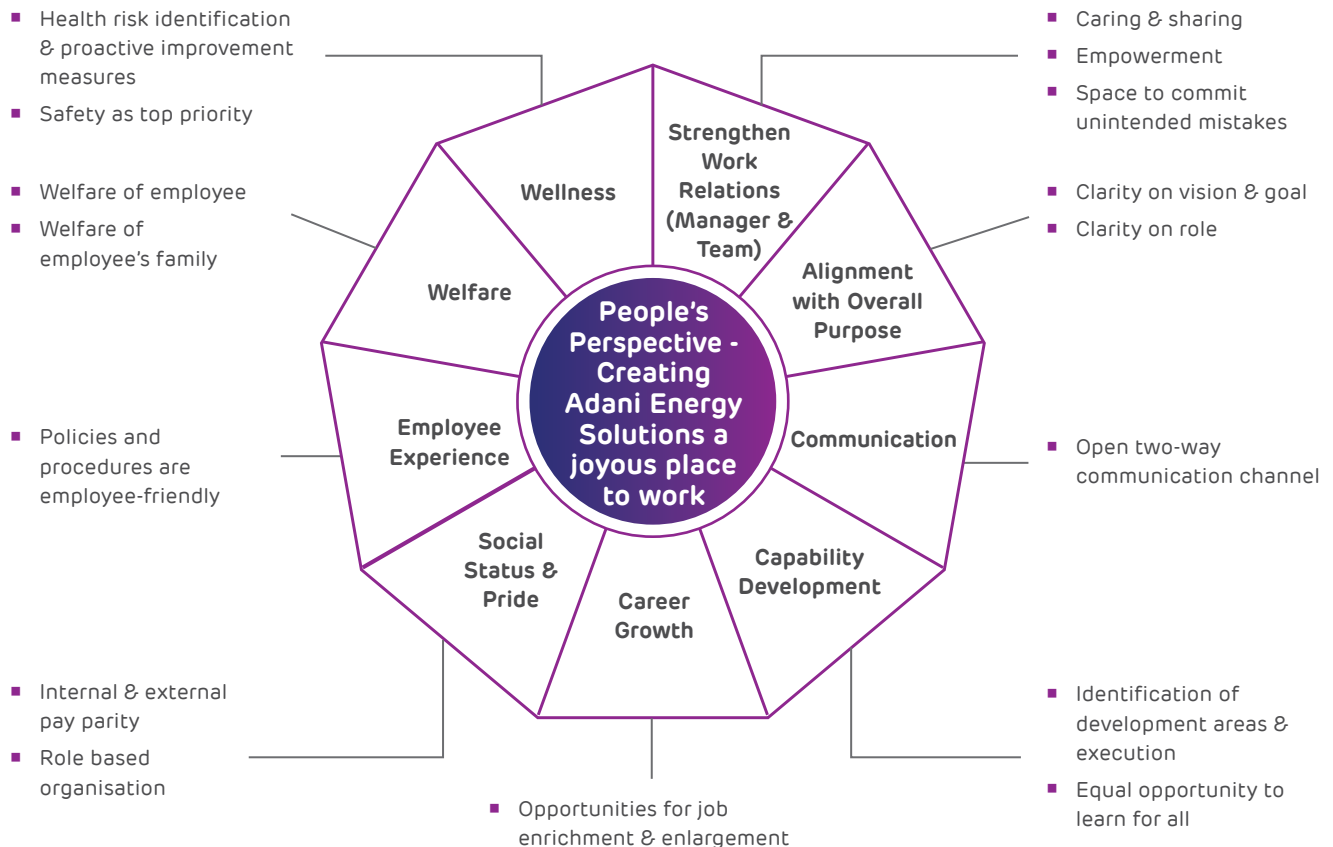 Health risk identification
& proactive improvement
measures
Safety as top priority
Caring & sharing
Empowerment
Space to commit
unintended mistakes
Welfare of employee
Welfare of
employee's family
Clarity on vision & goal
Clarity on role
Policies and
procedures are
employee-friendly
Open two-way
communication channel
Internal & external
pay parity
Role based
organisation
Identification of
development areas &
execution
Equal opportunity to
learn for all
Opportunities for job
enrichment & enlargement
Wellness
Strengthen
Work
Relations
(Manager &
Team)
Welfare
Alignment
with Overall
Purpose
Employee
Experience
Communication
Social
Status &
Pride
Career
Growth
Capability
Development
People's
Perspective -
Creating
Adani Energy
Solutions a
joyous place
to work